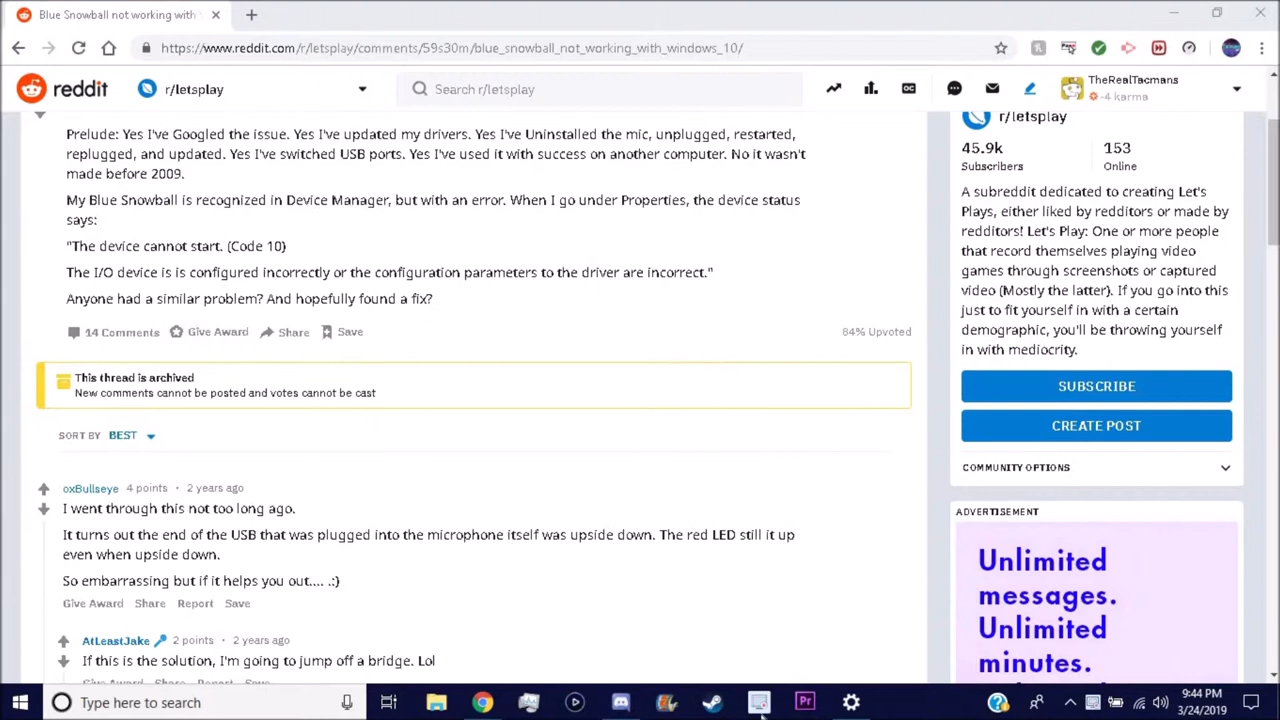 Blue Snowball not working with
https://www.reddit.com/r/letsplay/comments/59s30m/blue_snowball_not_working_with_windows_10/
reddit
r/letsplay
Search r/letsplay
TheRealTacmans
-4 karma
Prelude: Yes I've Googled the issue. Yes I've updated my drivers. Yes I've Uninstalled the mic, unplugged, restarted,
replugged, and updated. Yes I've switched USB ports. Yes I've used it with success on another computer. No it wasn't
made before 2009.
My Blue Snowball is recognized in Device Manager, but with an error. When I go under Properties, the device status
says:
"The device cannot start. (Code 10}
The I/O device is is configured incorrectly or the configuration parameters to the driver are incorrect."
Anyone had a similar problem? And hopefully found a fix?
14 Comments Give Award Share Save
84% Upvoted
This thread is archived
New comments cannot be posted and votes cannot be cast
SORT BY BEST
oxBullseye 4 points • 2 years ago
I went through this not too long ago.
It turns out the end of the USB that was plugged into the microphone itself was upside down. The red LED still it up
even when upside down.
So embarrassing but if it helps you out.... .:}
Give Award Share Report Save
AtLeastJake 2 points • 2 years ago
If this is the solution, I'm going to jump off a bridge. Lol
Give Award Share Report Save
r/letsplay
45.9k 153
Subscribers Online
A subreddit dedicated to creating Let's
Plays, either liked by redditors or made by
redditors! Let's Play: One or more people
that record themselves playing video
games through screenshots or captured
video (Mostly the latter}. If you go into this
just to fit yourself in with a certain
demographic, you'll be throwing yourself
in with mediocrity.
SUBSCRIBE
CREATE POST
COMMUNITY OPTIONS
ADVERTISEMENT
Unlimited
messages.
Unlimited
minutes.
Type here to search
Pr
9:44 PM
3/24/2019